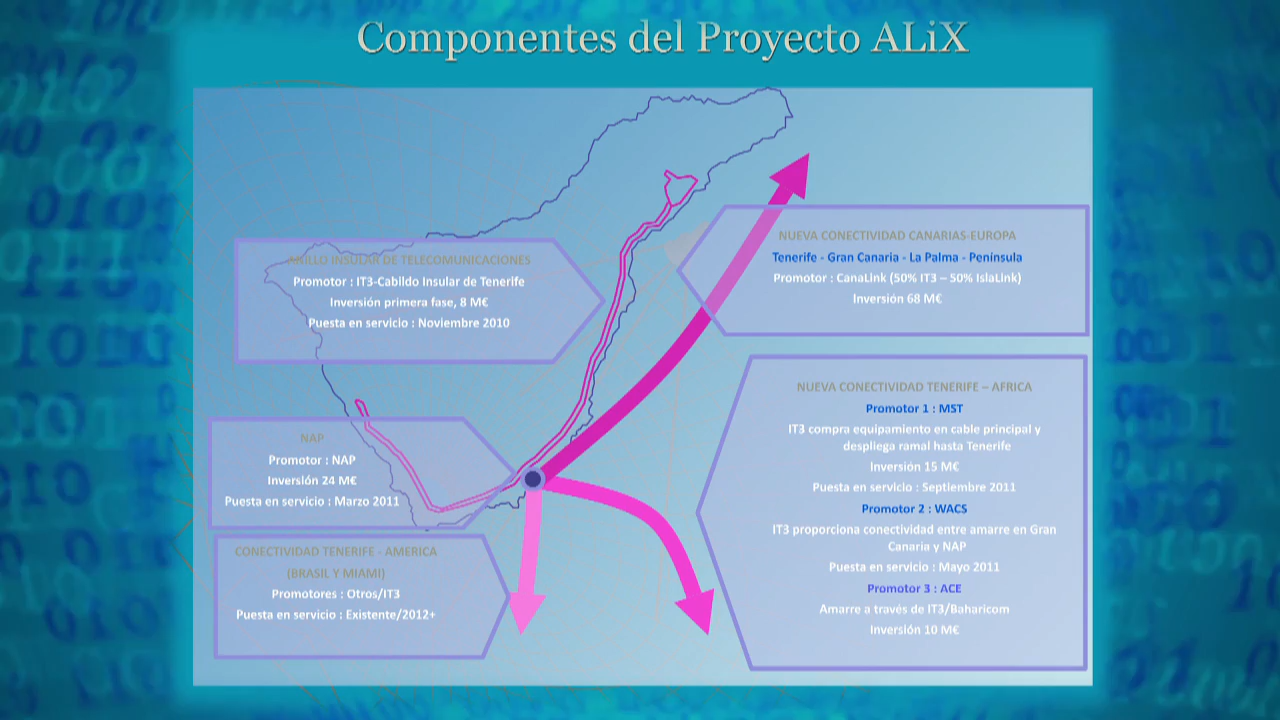 Componentes del Proyecto ALiX
ANILLO INSULAR DE TELECOMUNICACIONES
Promotor : IT3-Cabildo Insular de Tenerife
Inversión primera fase, 8 M€
Puesta en servicio : Noviembre 2010
NUEVA CONECTIVIDAD CANARIAS-EUROPA
Tenerife - Gran Canaria - La Palma - Península
Promotor : CanaLink (50% IT3 – 50% IslaLink)
Inversión 68 M€
NAP
Promotor : NAP
Inversión 24 M€
Puesta en servicio : Marzo 2011
CONECTIVIDAD TENERIFE - AMERICA
(BRASIL Y MIAMI)
Promotores : Otros/IT3
Puesta en servicio : Existente/2012+
NUEVA CONECTIVIDAD TENERIFE – AFRICA
Promotor 1 : MST
IT3 compra equipamiento en cable principal y
despliega ramal hasta Tenerife
Inversión 15 M€
Puesta en servicio : Septiembre 2011
Promotor 2 : WACS
IT3 proporciona conectividad entre amarre en Gran
Canaria y NAP
Puesta en servicio : Mayo 2011
Promotor 3 : ACE
Amarre a través de IT3/Baharicom
Inversión 10 M€